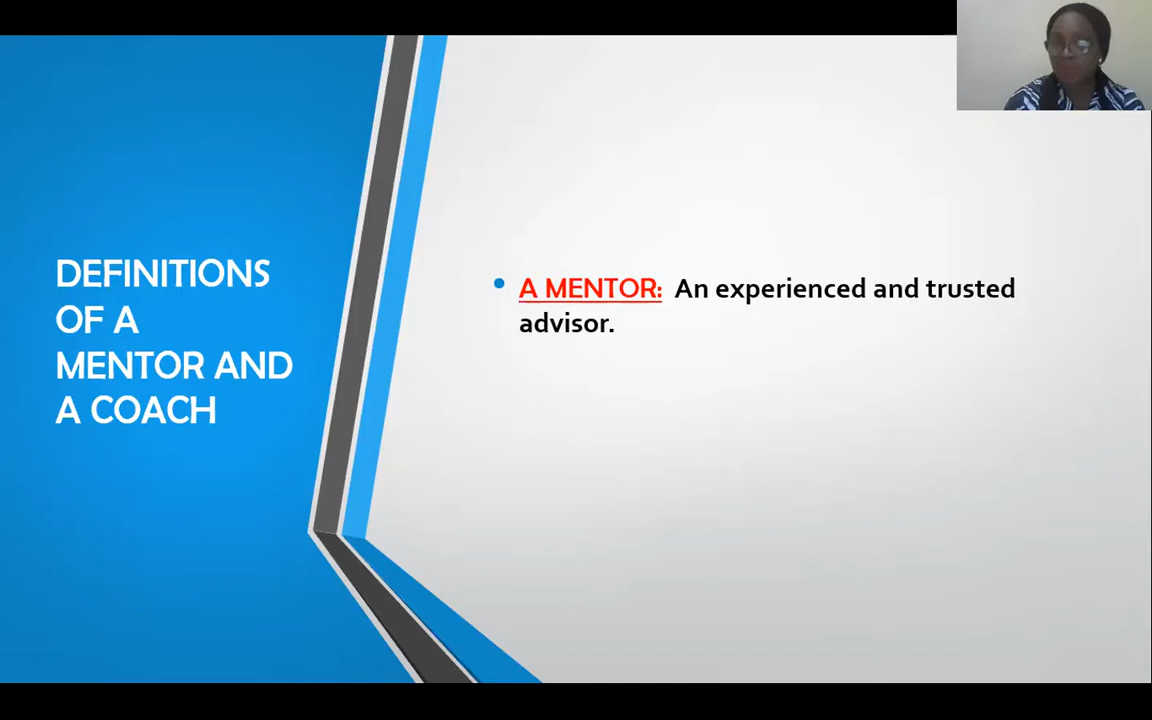 DEFINITIONS
OF A
MENTOR AND
A COACH
A MENTOR: An experienced and trusted
advisor.